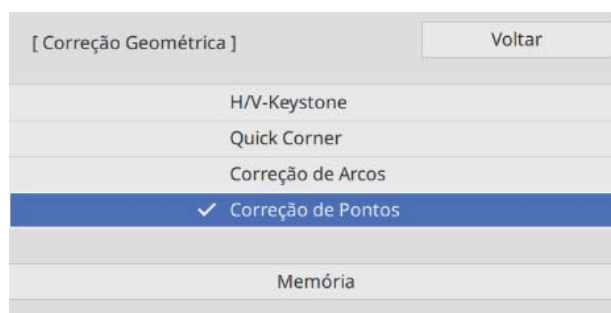 [ Correção Geométrica ] Voltar
H/V-Keystone
Quick Corner
Correção de Arcos
Correção de Pontos
Memória